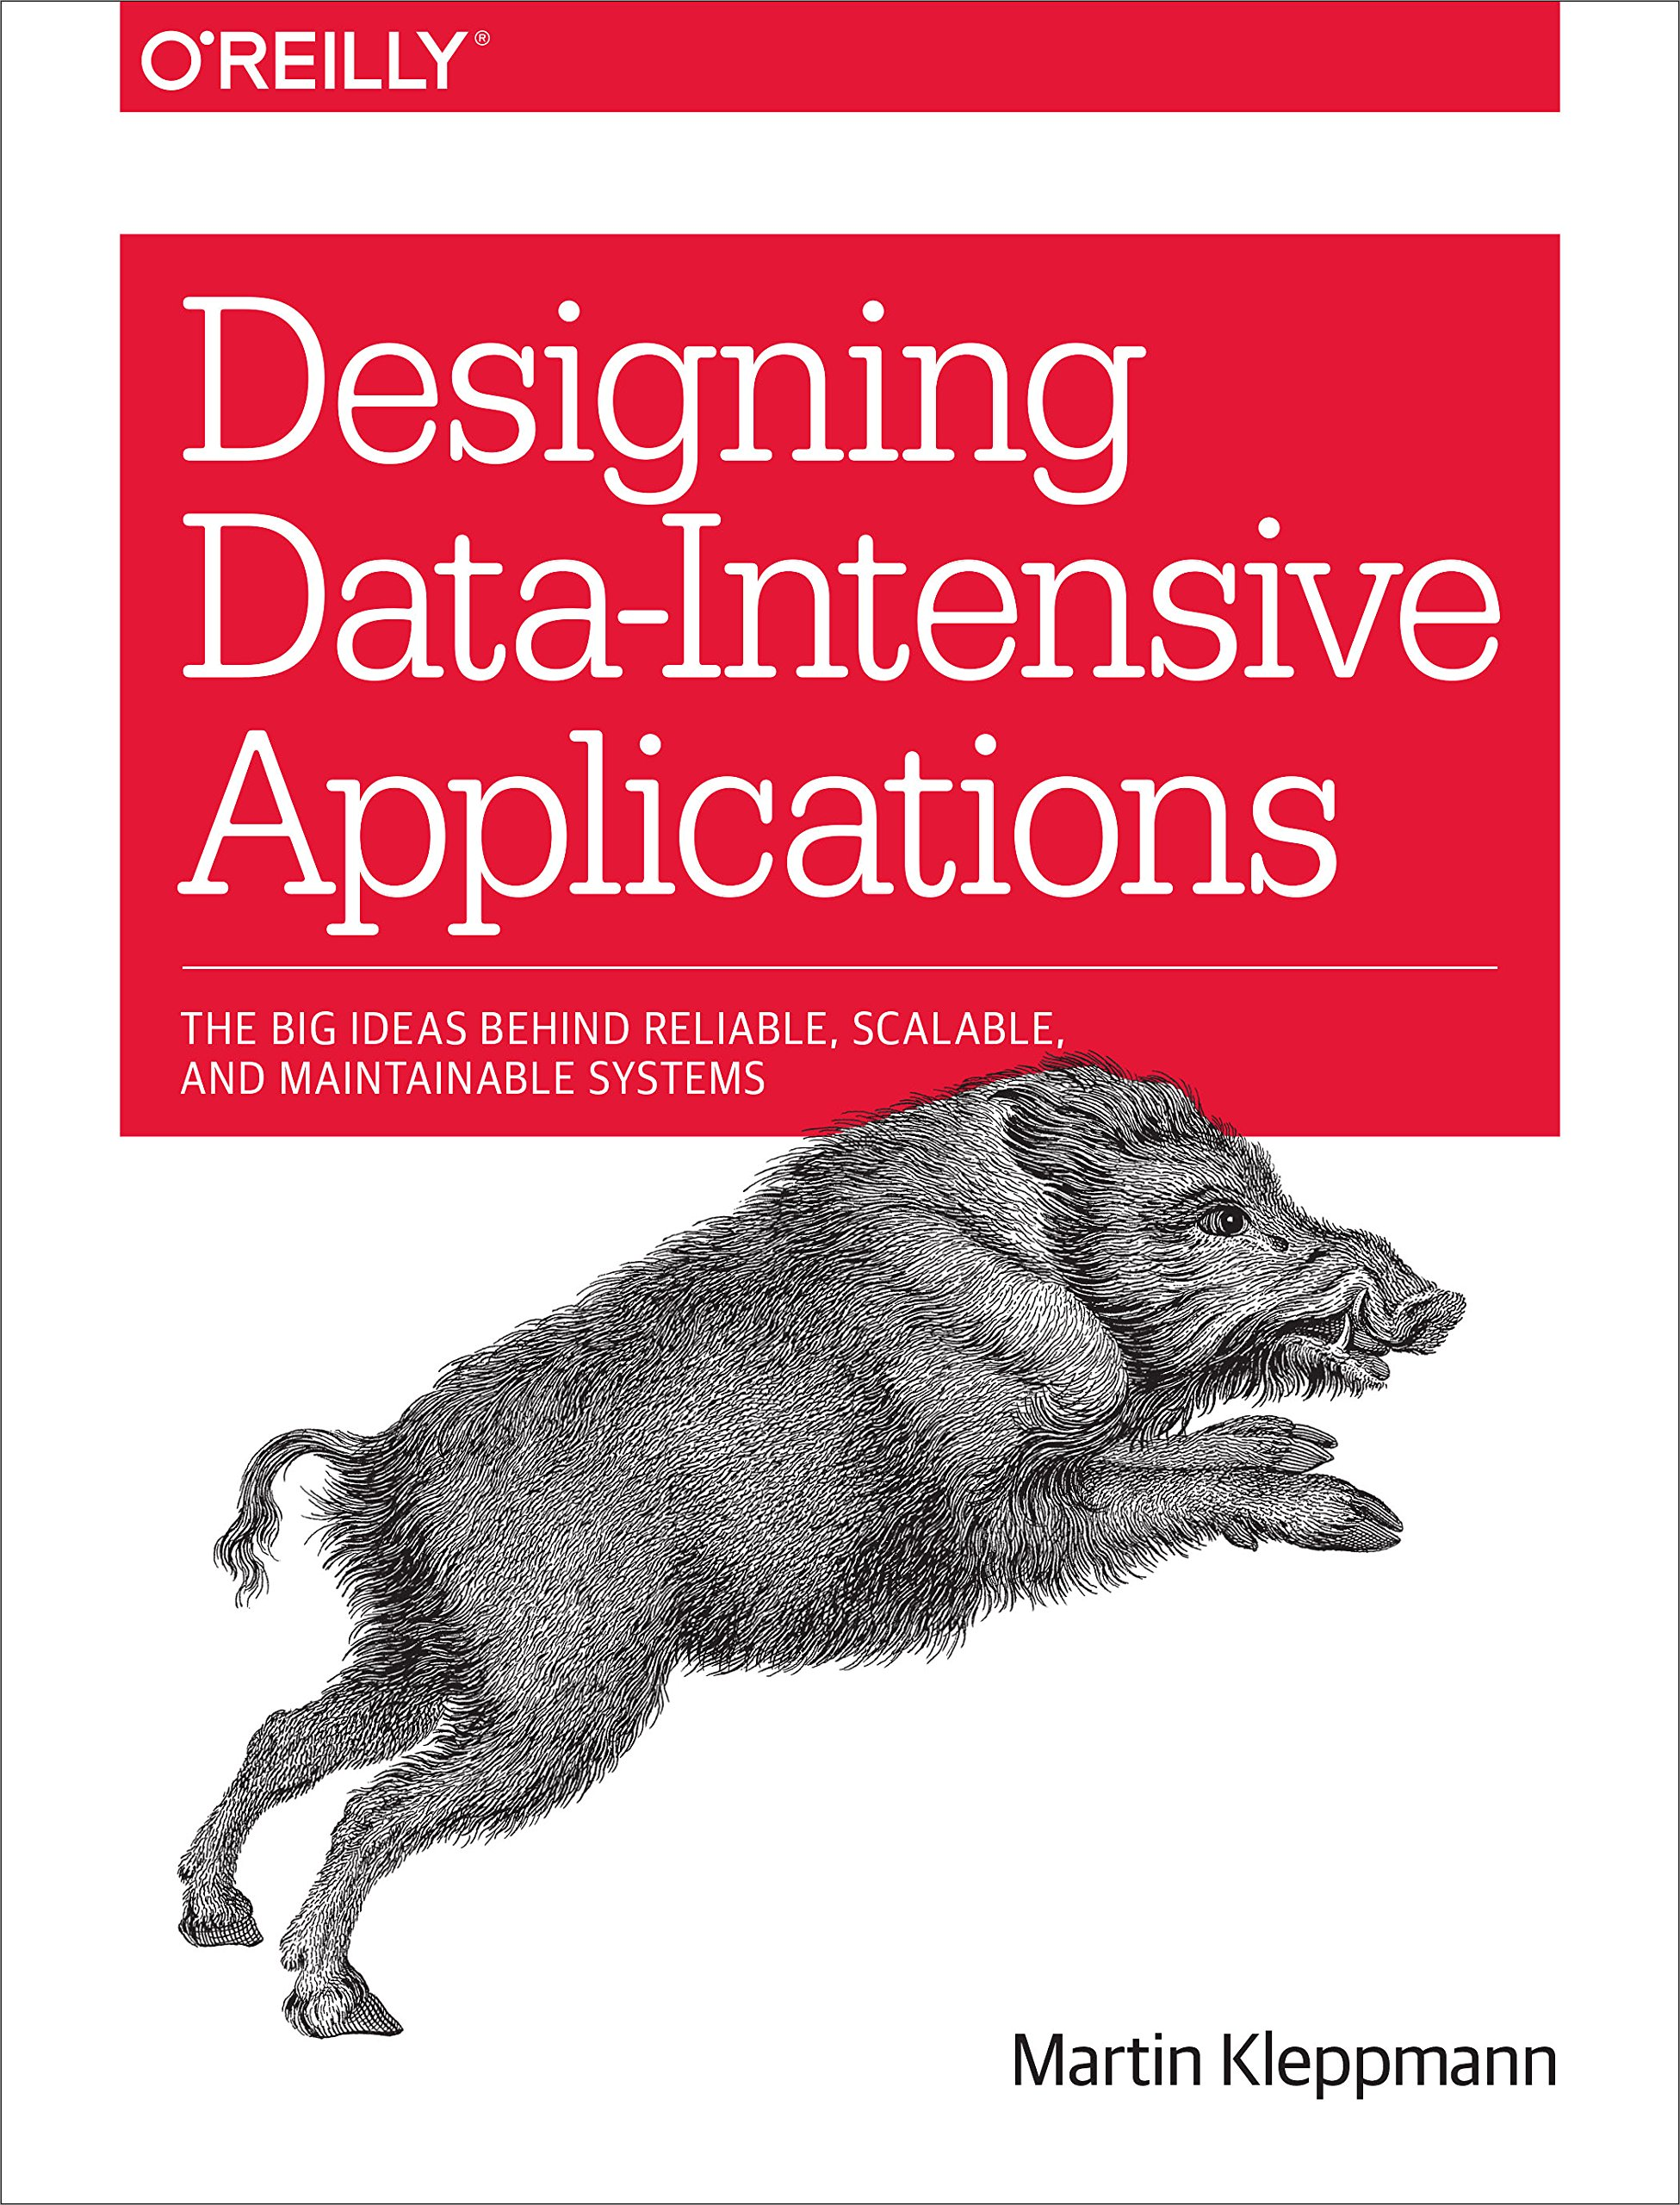 O'REILLY®
Designing
Data-Intensive
Applications
THE BIG IDEAS BEHIND RELIABLE, SCALABLE,
AND MAINTAINABLE SYSTEMS
Martin Kleppmann